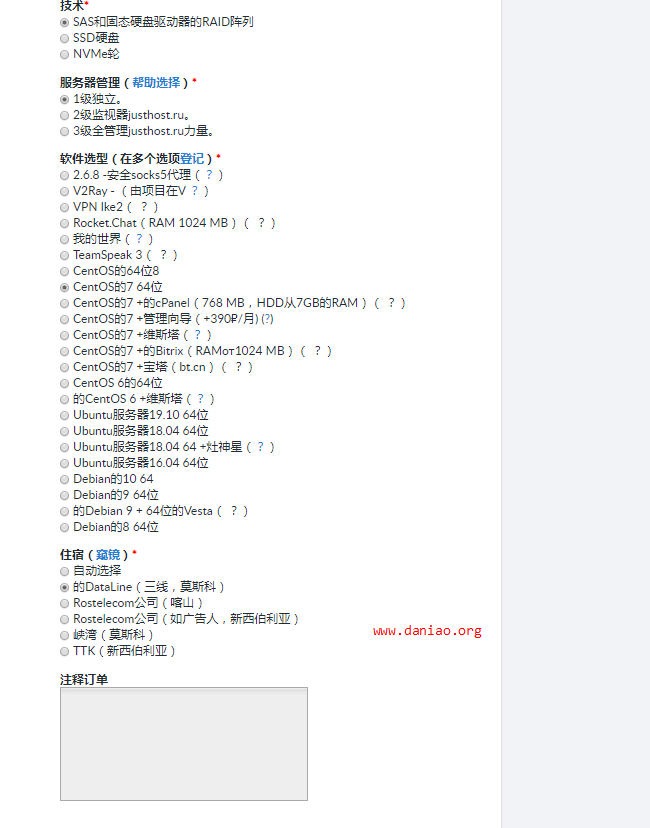 技术*
SAS和固态硬盘驱动器的RAID阵列
SSD硬盘
NVMe轮
服务器管理（帮助选择）*
1级独立。
2级监视器justhost.ru。
3级全管理justhost.ru力量。
软件选型（在多个选项登记）*
2.6.8 -安全socks5代理（ ？）
V2Ray - （由项目在V ？）
VPN Ike2（ ？）
Rocket.Chat（RAM 1024 MB）（ ？）
我的世界（ ？）
TeamSpeak 3（ ？）
CentOS的64位8
CentOS的7 64位
CentOS的7 +的cPanel（768 MB，HDD从7GB的RAM）（ ？）
CentOS的7 +管理向导（+390₽/月) (?)
CentOS的7 +维斯塔（ ？）
CentOS的7 +的Bitrix（RAMот1024 MB）（ ？）
CentOS的7 +宝塔（bt.cn）（ ？）
CentOS 6的64位
的CentOS 6 +维斯塔（ ？）
Ubuntu服务器19.10 64位
Ubuntu服务器18.04 64位
Ubuntu服务器18.04 64 +灶神星（ ？）
Ubuntu服务器16.04 64位
Debian的10 64
Debian的9 64位
的Debian 9 + 64位的Vesta（ ？）
Debian的8 64位
住宿（窥镜）*
自动选择
的DataLine（三线，莫斯科）
Rostelecom公司（喀山）
Rostelecom公司（如广告人，新西伯利亚）
峡湾（莫斯科）
TTK（新西伯利亚）
www.daniao.org
注释订单